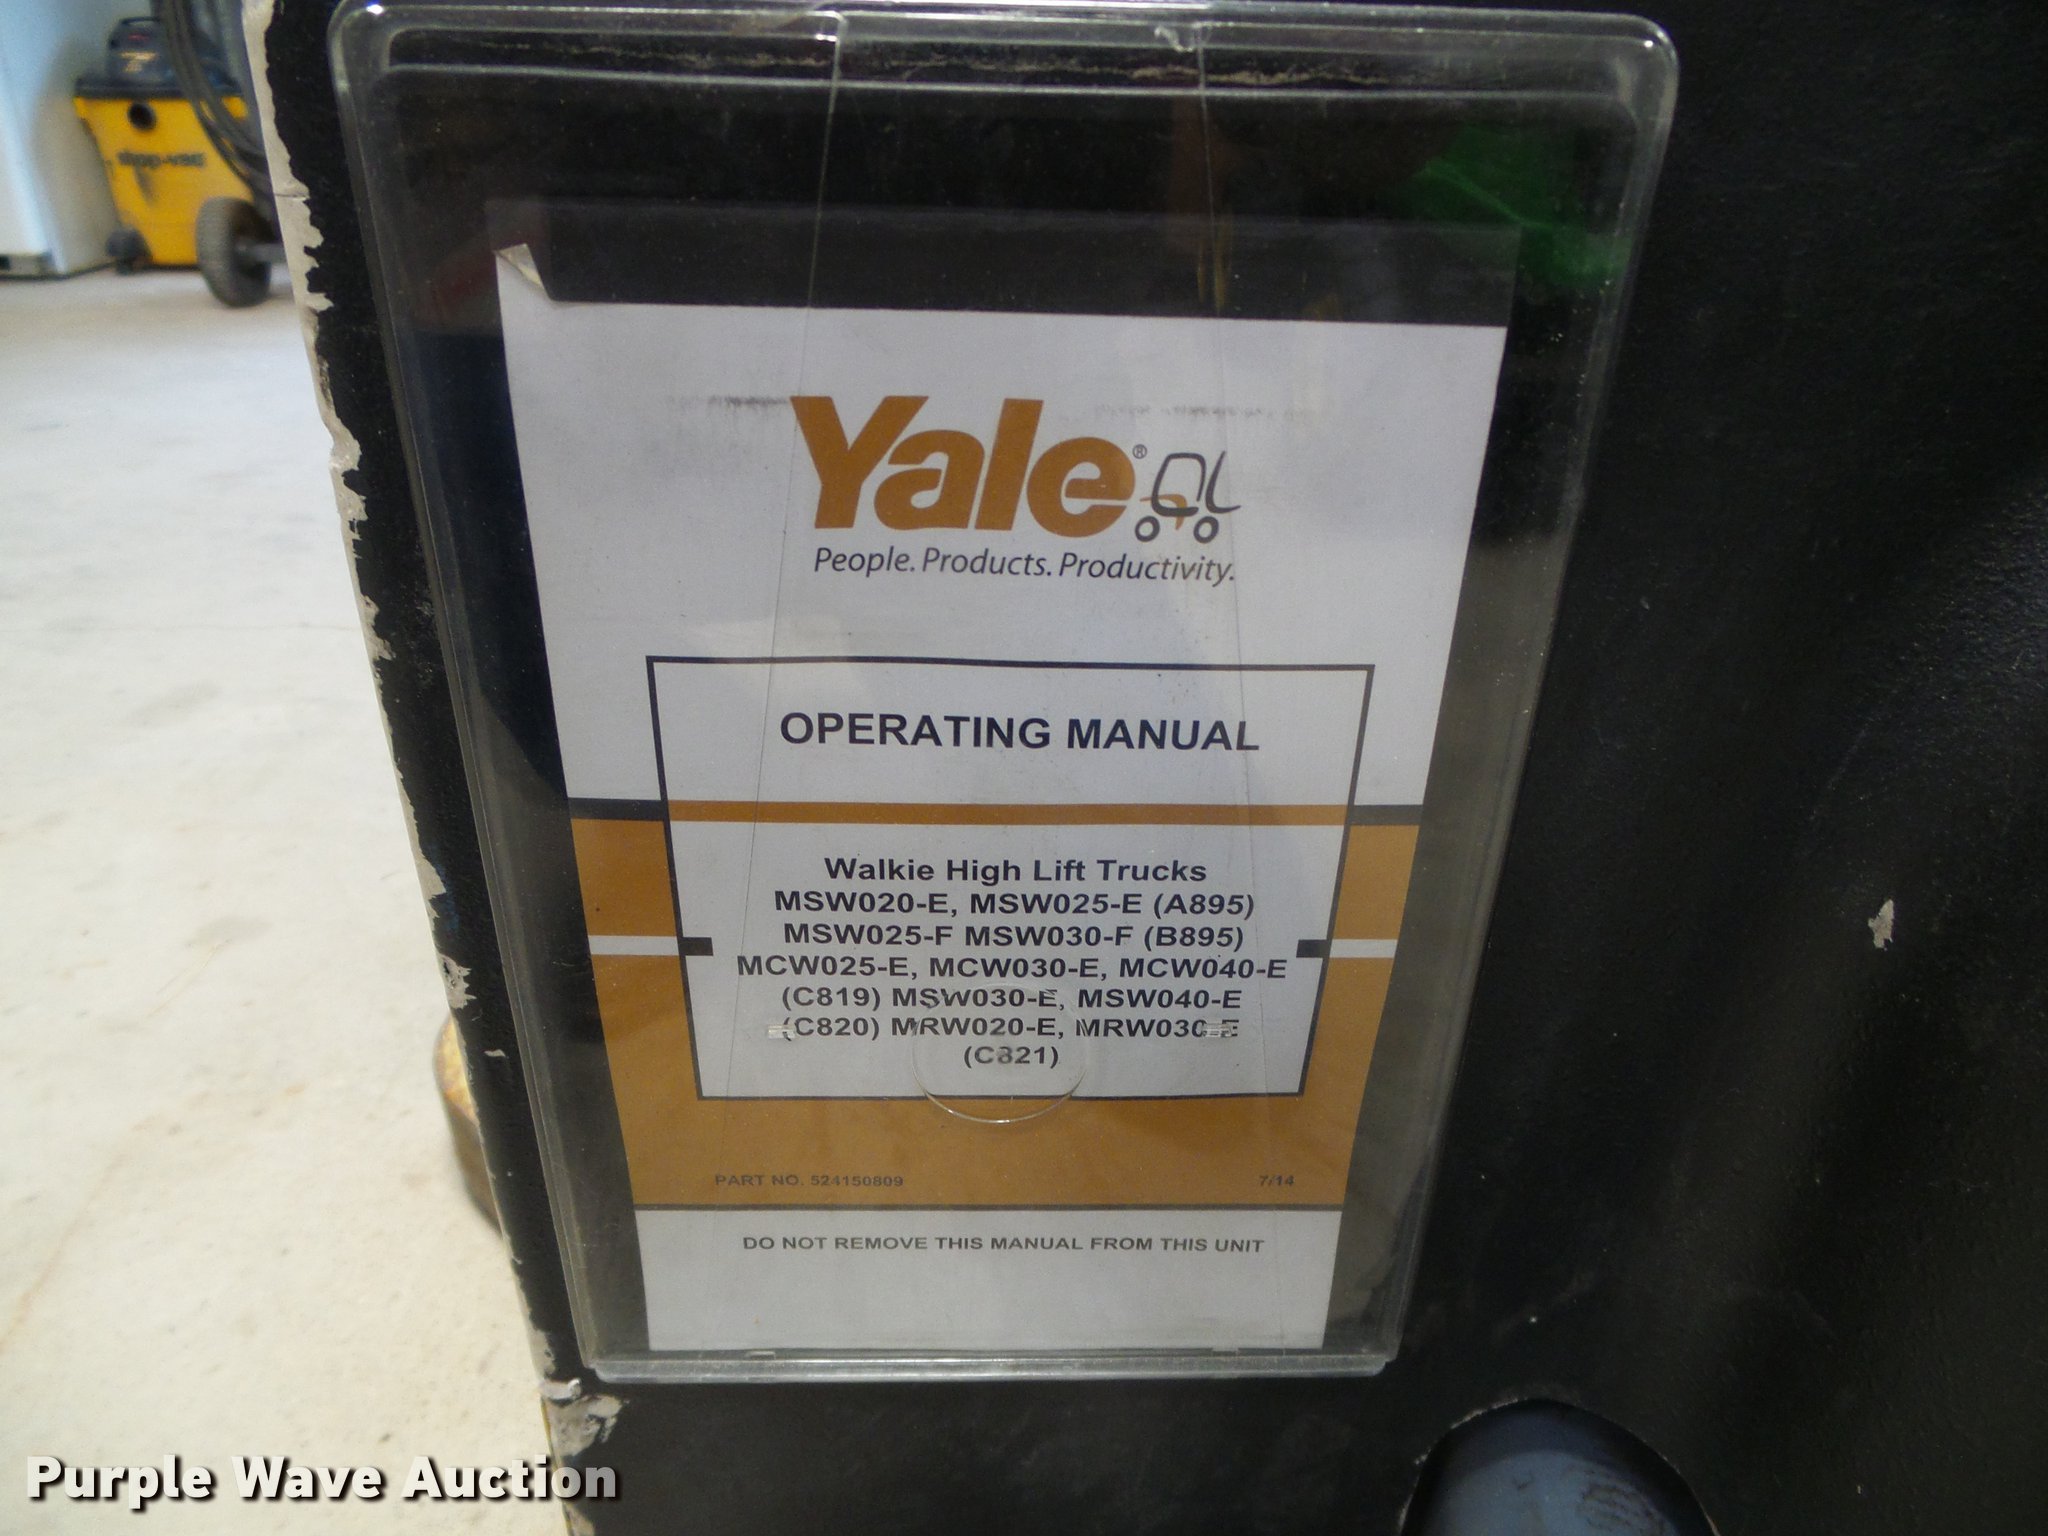 shop-vac
Yale®
People. Products. Productivity.
OPERATING MANUAL
Walkie High Lift Trucks
MSW020-E, MSW025-E (A895)
MSW025-F MSW030-F (B895)
MCW025-E, MCW030-E, MCW040-E
(C819) MSW030-E, MSW040-E
(C820) MRW020-E, MRW030-E
(C821)
PART NO. 524150809 7/14
DO NOT REMOVE THIS MANUAL FROM THIS UNIT
Purple Wave Auction